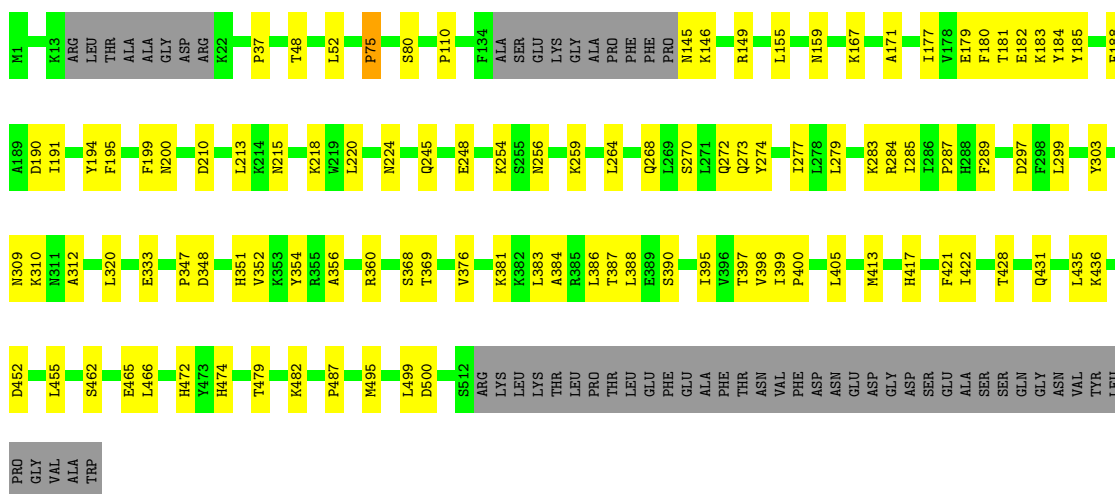 M1 K13 ARG LEU THR ALA ALA GLY ASP ARG K22 P37 T48 L52 P75 S80 P110 F134 ALA SER GLU LYS GLY ALA PRO PHE PHE PRO N145 K146 R149 L155 N159 K167 A171 I177 V178 E179 F180 T181 E182 K183 Y184 Y185
A189 D190 I191 Y194 F195 F199 N200 D210 L213 K214 N215 K218 W219 L220 N224 Q245 E248 K254 S255 N256 K259 L264 Q268 L269 S270 L271 Q272 Q273 Y274 I277 L278 L279 K283 R284 I285 I286 P287 H288 F289 D297 F298 L299 Y303
N309 K310 N311 A312 L320 E333 P347 D348 H351 V352 K353 Y354 R355 A356 R360 S368 T369 V376 K381 K382 L383 A384 R385 L386 T387 L388 E389 S390 I395 V396 T397 V398 I399 P400 L405 M413 H417 F421 I422 T428 Q431 L435 K436
D452 L455 S462 E465 L466 H472 Y473 H474 T479 K482 P487 M495 L499 D500 S512 ARG LYS LEU LYS THR LEU PRO THR LEU GLU PHE GLU ALA PHE THR ASN VAL PHE ASP ASN GLU ASP GLY ASP SER GLU ALA SER SER GLN GLY ASN VAL TYR LEU
PRO GLY VAL ALA TRP